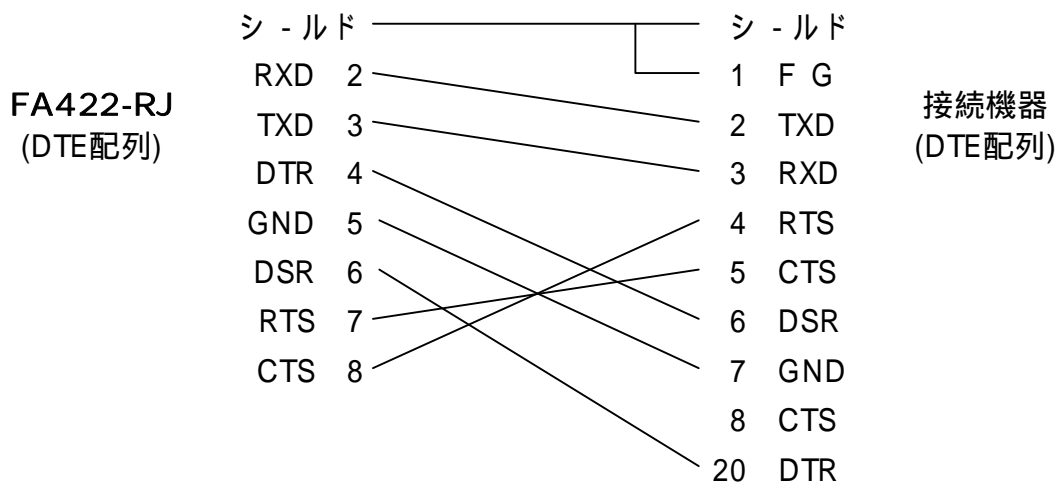 シ-ルド シ-ルド
RXD 2 1 FG
FA422-RJ 接続機器
(DTE配列) TXD 3 2 TXD (DTE配列)
DTR 4 3 RXD
GND 5 4 RTS
DSR 6 5 CTS
RTS 7 6 DSR
CTS 8 7 GND
8 CTS
20 DTR